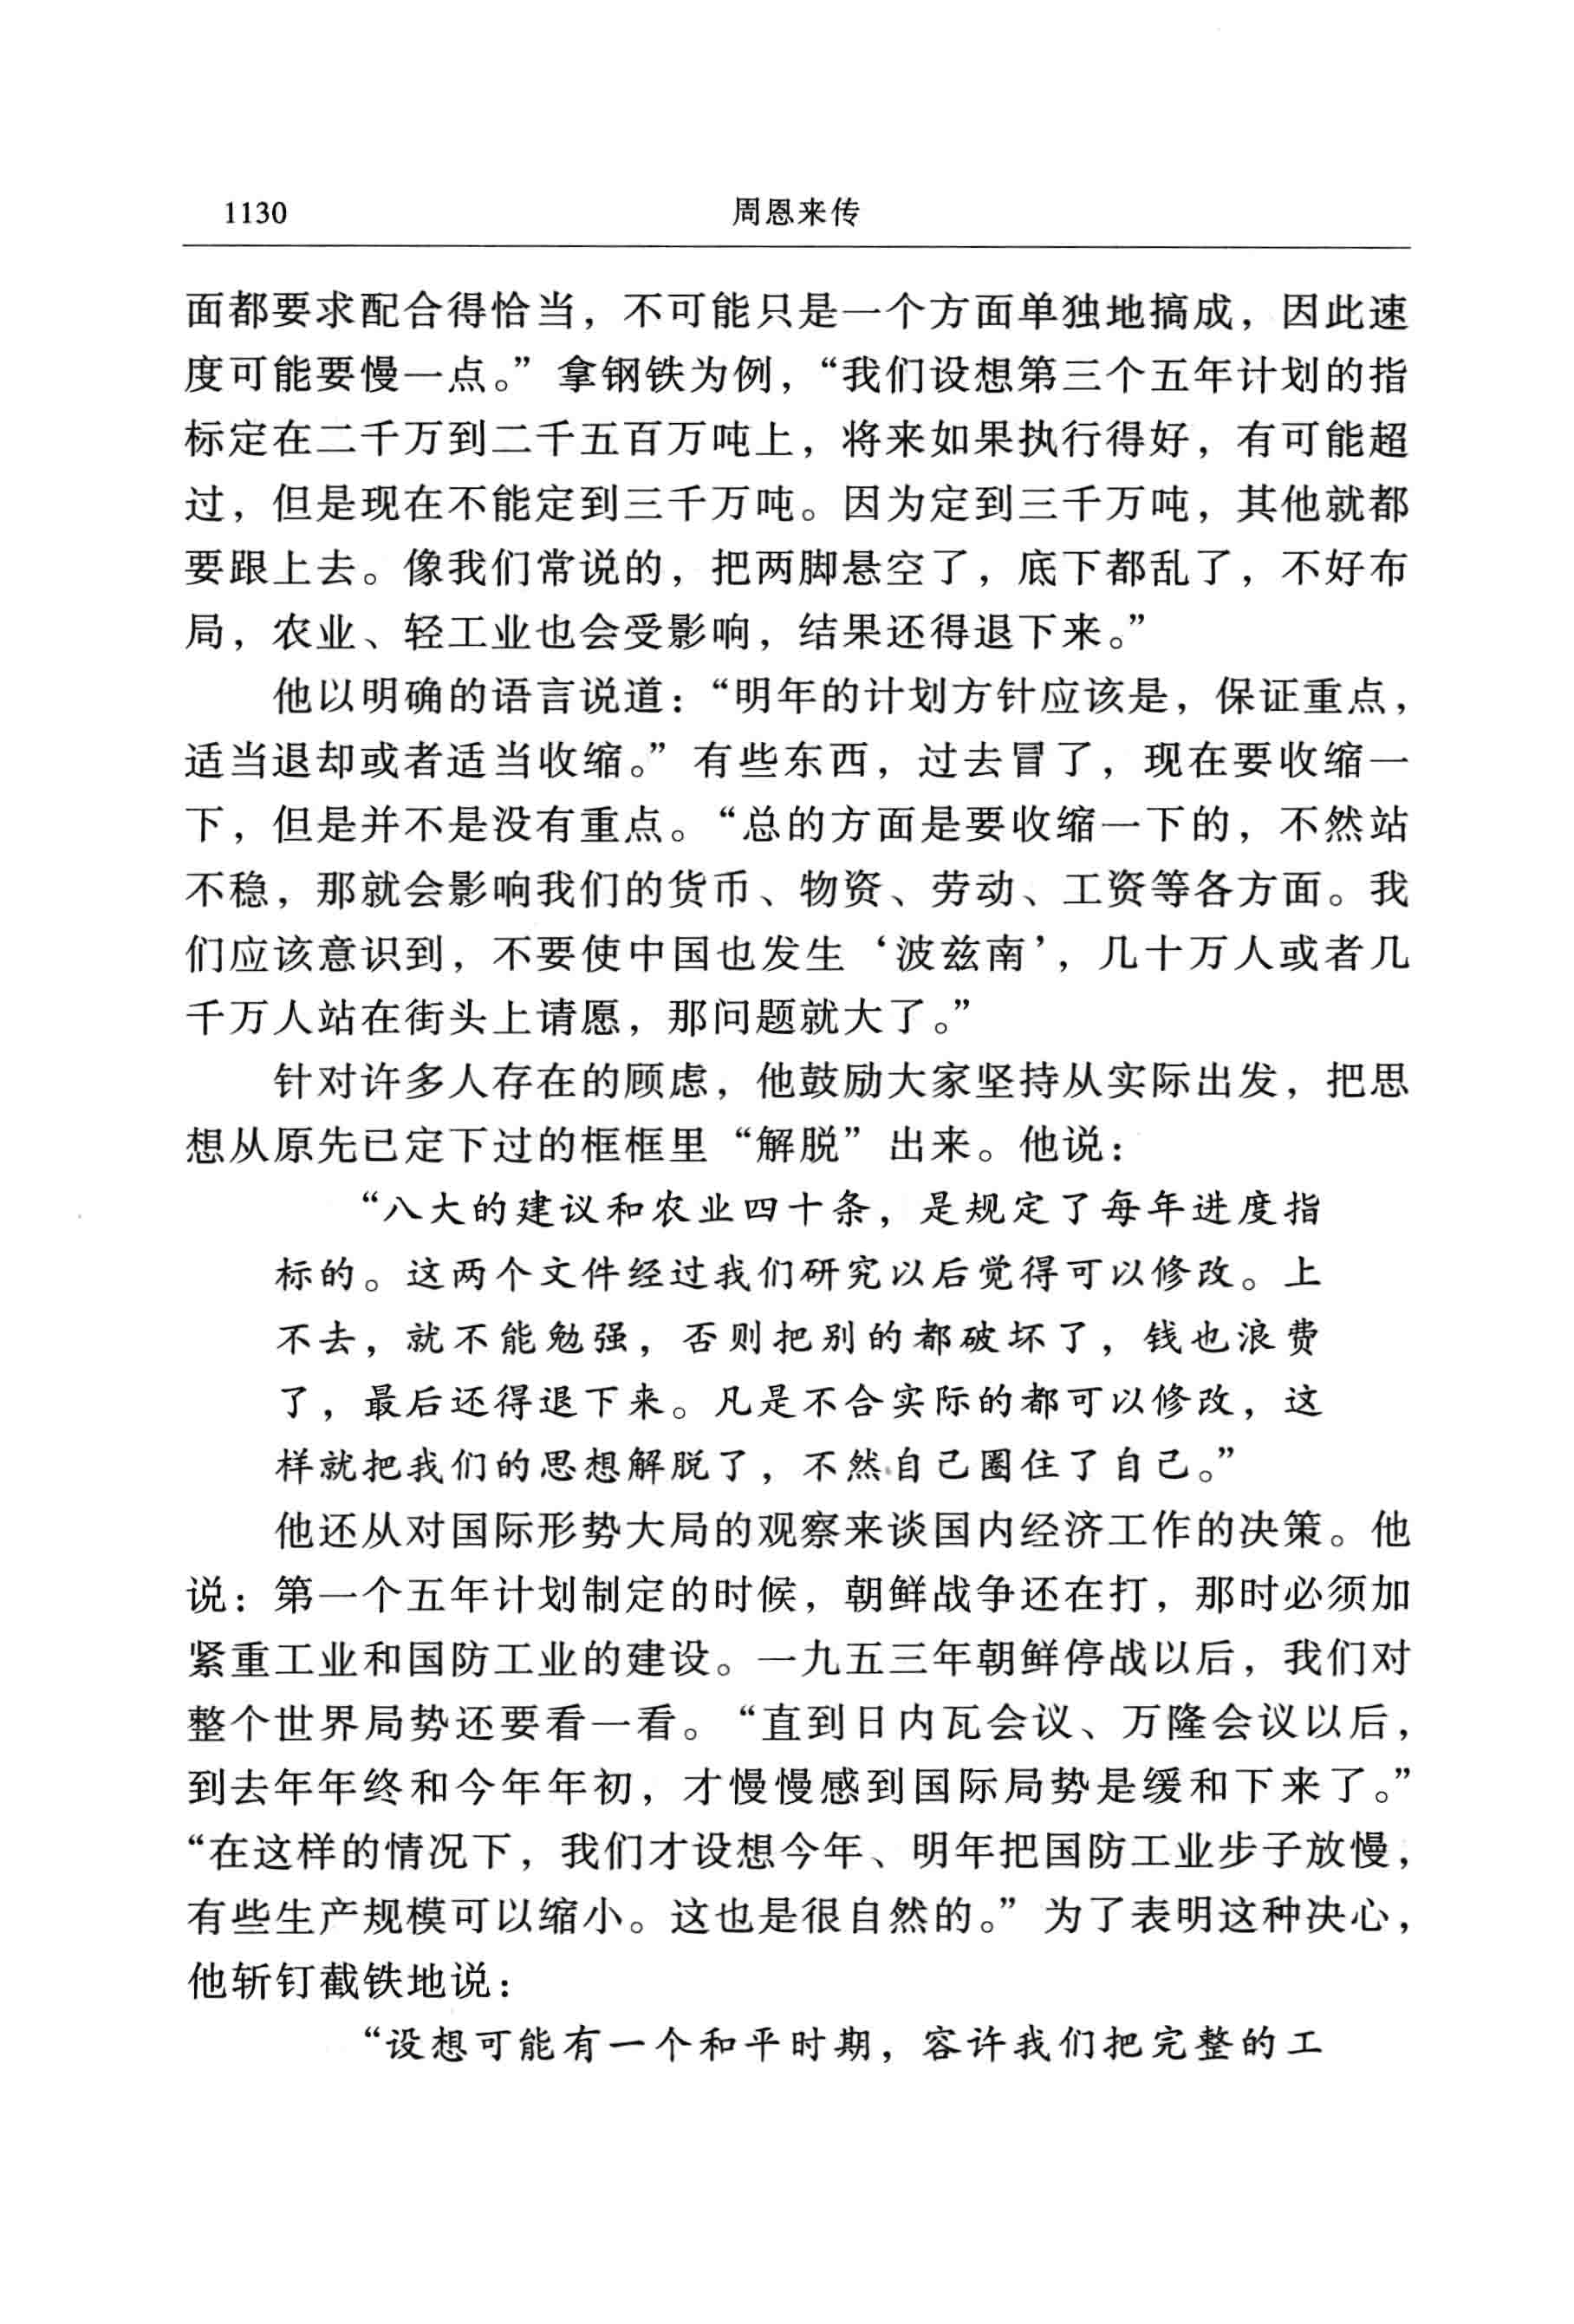 1130
周恩来传
面都要求配合得恰当，不可能只是一个方面单独地搞成，因此速
度可能要慢一点。”拿钢铁为例，“我们设想第三个五年计划的指
标定在二千万到二千五百万吨上，将来如果执行得好，有可能超
过，但是现在不能定到三千万吨。因为定到三千万吨，其他就都
要跟上去。像我们常说的，把两脚悬空了，底下都乱了，不好布
局，农业、轻工业也会受影响，结果还得退下来。”
他以明确的语言说道：“明年的计划方针应该是，保证重点，
适当退却或者适当收缩。”有些东西，过去冒了，现在要收缩一
下，但是并不是没有重点。“总的方面是要收缩一下的，不然站
不稳，那就会影响我们的货币、物资、劳动、工资等各方面。我
们应该意识到，不要使中国也发生‘波兹南’，几十万人或者几
千万人站在街头上请愿，那问题就大了。”
针对许多人存在的顾虑，他鼓励大家坚持从实际出发，把思
想从原先已定下过的框框里“解脱”出来。他说：
“八大的建议和农业四十条，是规定了每年进度指
标的。这两个文件经过我们研究以后觉得可以修改。上
不去，就不能勉强，否则把别的都破坏了，钱也浪费
了，最后还得退下来。凡是不合实际的都可以修改，这
样就把我们的思想解脱了，不然自己圈住了自己。”
他还从对国际形势大局的观察来谈国内经济工作的决策。他
说：第一个五年计划制定的时候，朝鲜战争还在打，那时必须加
紧重工业和国防工业的建设。一九五三年朝鲜停战以后，我们对
整个世界局势还要看一看。“直到日内瓦会议、万隆会议以后，
到去年年终和今年年初，才慢慢感到国际局势是缓和下来了。”
“在这样的情况下，我们才设想今年、明年把国防工业步子放慢，
有些生产规模可以缩小。这也是很自然的。”为了表明这种决心，
他斩钉截铁地说：
“设想可能有一个和平时期，容许我们把完整的工